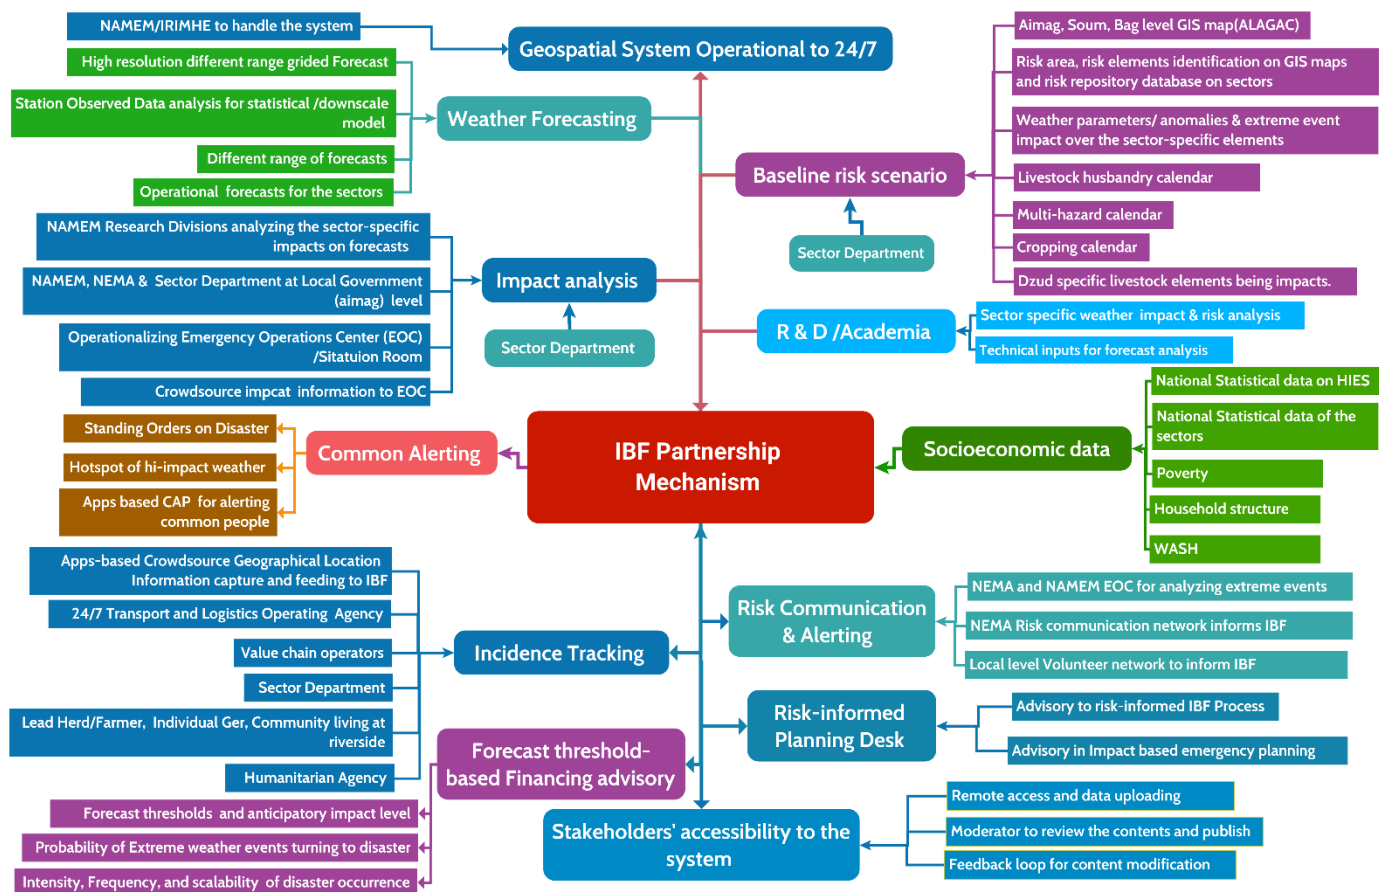 NAMEM/IRIMHE to handle the system
Geospatial System Operational to 24/7
High resolution different range grided Forecast
Station Observed Data analysis for statistical /downscale
model
Different range of forecasts
Operational forecasts for the sectors
Weather Forecasting
Aimag, Soum, Bag level GIS map(ALAGAC)
Risk area, risk elements identification on GIS maps
and risk repository database on sectors
Weather parameters/ anomalies & extreme event
impact over the sector-specific elements
Livestock husbandry calendar
Multi-hazard calendar
Cropping calendar
Dzud specific livestock elements being impacts.
Baseline risk scenario
Sector Department
NAMEM Research Divisions analyzing the sector-specific
impacts on forecasts
NAMEM, NEMA & Sector Department at Local Government
(aimag) level
Operationalizing Emergency Operations Center (EOC)
/Sitatuion Room
Crowdsource impcat information to EOC
Impact analysis
Sector Department
R & D /Academia
Sector specific weather impact & risk analysis
Technical inputs for forecast analysis
Standing Orders on Disaster
Hotspot of hi-impact weather
Apps based CAP for alerting
common people
Common Alerting
IBF Partnership
Mechanism
Socioeconomic data
National Statistical data on HIES
National Statistical data of the
sectors
Poverty
Household structure
WASH
Apps-based Crowdsource Geographical Location
Information capture and feeding to IBF
24/7 Transport and Logistics Operating Agency
Value chain operators
Sector Department
Lead Herd/Farmer, Individual Ger, Community living at
riverside
Humanitarian Agency
Incidence Tracking
Risk Communication
& Alerting
NEMA and NAMEM EOC for analyzing extreme events
NEMA Risk communication network informs IBF
Local level Volunteer network to inform IBF
Risk-informed
Planning Desk
Advisory to risk-informed IBF Process
Advisory in Impact based emergency planning
Forecast threshold-
based Financing advisory
Forecast thresholds and anticipatory impact level
Probability of Extreme weather events turning to disaster
Intensity, Frequency, and scalability of disaster occurrence
Stakeholders' accessibility to the
system
Remote access and data uploading
Moderator to review the contents and publish
Feedback loop for content modification